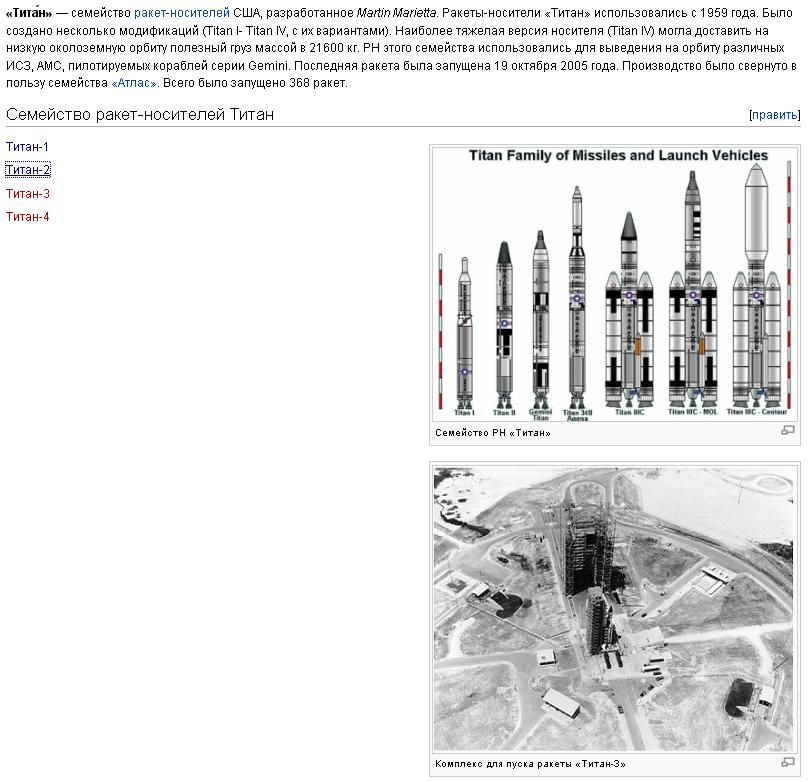 «Тита́н» — семейство ракет-носителей США, разработанное Martin Marietta. Ракеты-носители «Титан» использовались с 1959 года. Было
создано несколько модификаций (Titan I- Titan IV, с их вариантами). Наиболее тяжелая версия носителя (Titan IV) могла доставить на
низкую околоземную орбиту полезный груз массой в 21600 кг. РН этого семейства использовались для выведения на орбиту различных
ИСЗ, АМС, пилотируемых кораблей серии Gemini. Последняя ракета была запущена 19 октября 2005 года. Производство было свернуто в
пользу семейства «Атлас». Всего было запущено 368 ракет.
Семейство ракет-носителей Титан
[править]
Титан-1
Титан-2
Титан-3
Титан-4
Titan Family of Missiles and Launch Vehicles
Titan I
Titan II
Gemini
Titan
Titan 34B
Agena
Titan IIIC
Titan IIIC - MOL
Titan IIIC - Centaur
Семейство РН «Титан»
Комплекс для пуска ракеты «Титан-3»